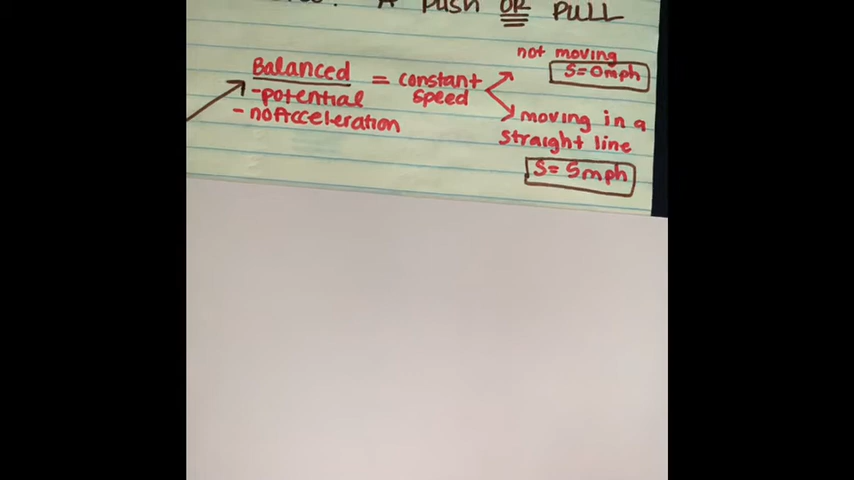 A Push OR PULL
not moving
S=0mph
Balanced = constant speed
-potential
- noAcceleration
moving in a
straight line
S= 5mph